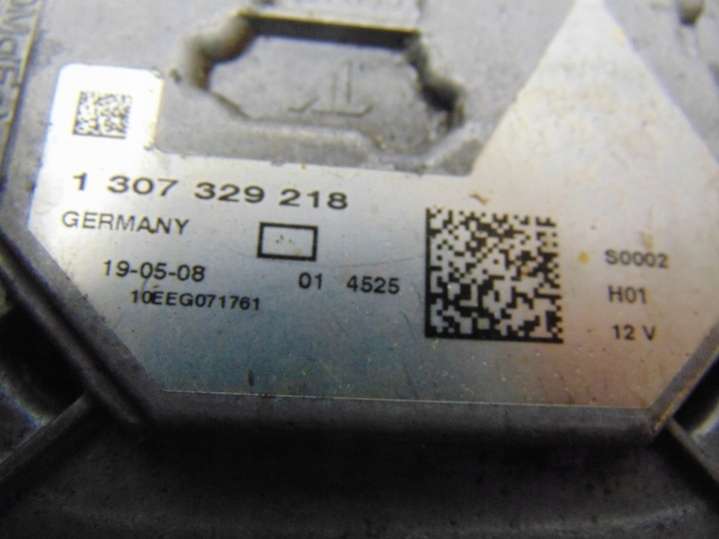 1 307 329 218
GERMANY
19-05-08 01 4525
10EEG071761
S0002
H01
12 V